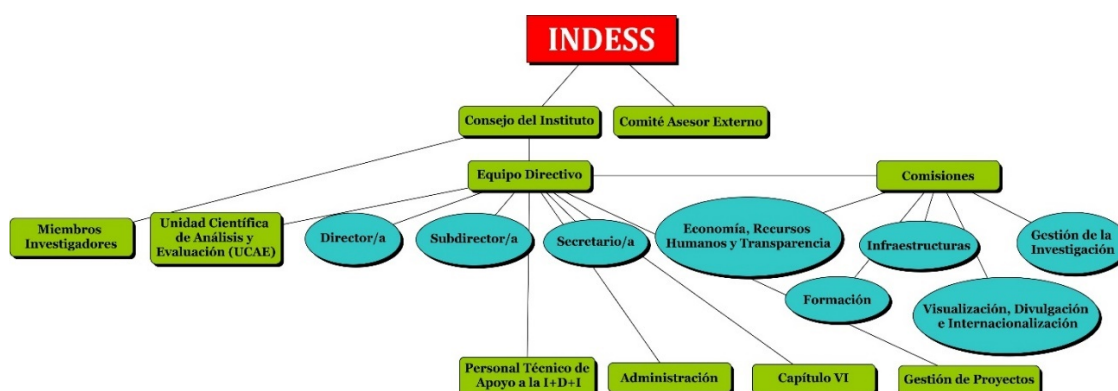 INDESS
Consejo del Instituto
Comité Asesor Externo
Equipo Directivo
Comisiones
Miembros
Investigadores
Unidad Científica
de Análisis y
Evaluación (UCAE)
Director/a
Subdirector/a
Secretario/a
Economía, Recursos
Humanos y Transparencia
Infraestructuras
Gestión de la
Investigación
Formación
Visualización, Divulgación
e Internacionalización
Personal Técnico de
Apoyo a la I+D+I
Administración
Capítulo VI
Gestión de Proyectos